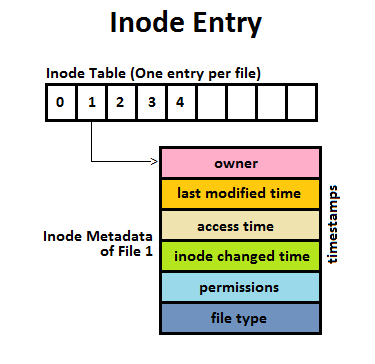 Inode Entry
Inode Table (One entry per file)
0 1 2 3 4
owner
last modified time
access time
inode changed time
permissions
file type
Inode Metadata
of File 1
timestamps